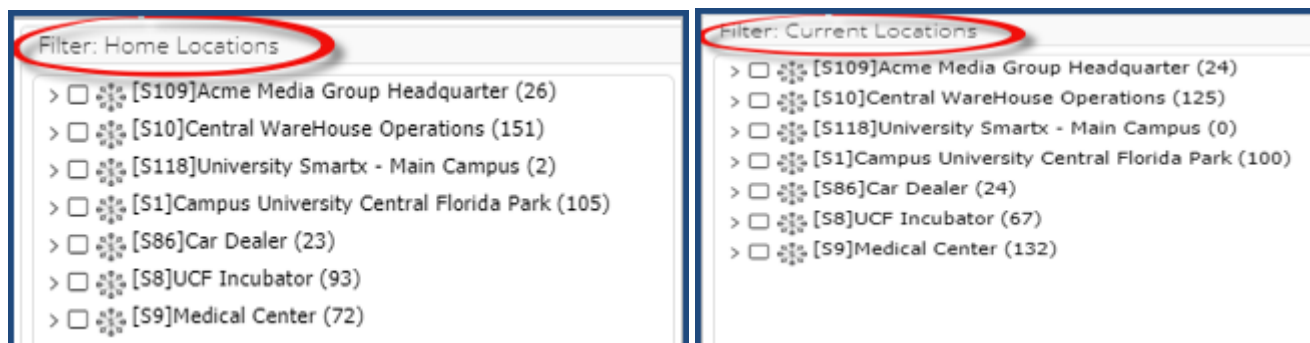 Filter: Home Locations
[S109]Acme Media Group Headquarter (26)
[S10]Central WareHouse Operations (151)
[S118]University Smartx - Main Campus (2)
[S1]Campus University Central Florida Park (105)
[S86]Car Dealer (23)
[S8]UCF Incubator (93)
[S9]Medical Center (72)
Filter: Current Locations
[S109]Acme Media Group Headquarter (24)
[S10]Central WareHouse Operations (125)
[S118]University Smartx - Main Campus (0)
[S1]Campus University Central Florida Park (100)
[S86]Car Dealer (24)
[S8]UCF Incubator (67)
[S9]Medical Center (132)